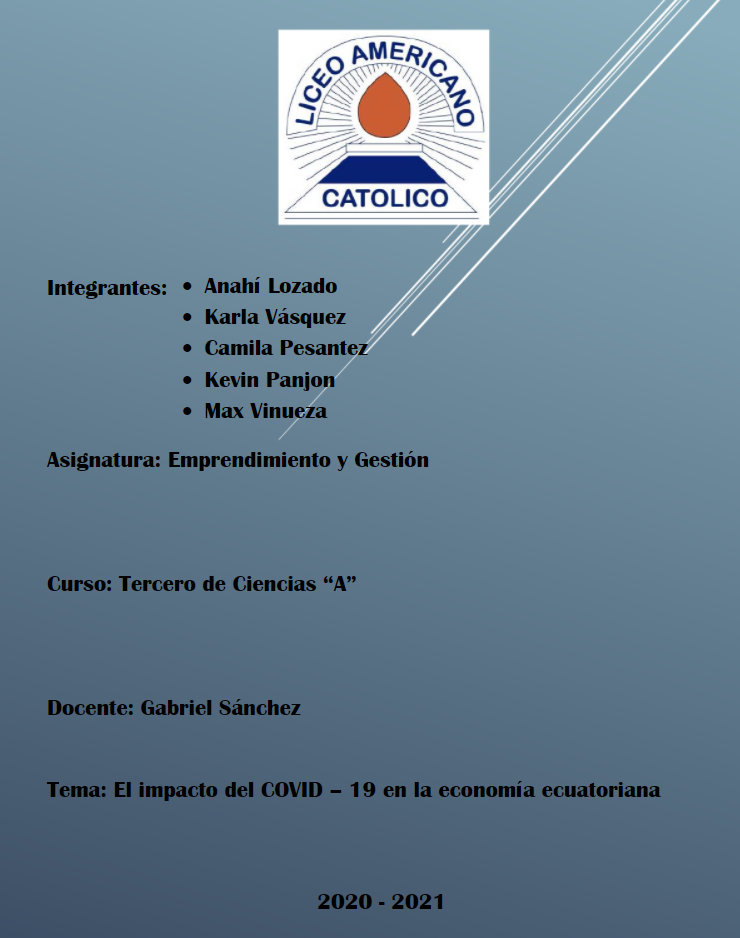 LICEO AMERICANO
CATOLICO
Integrantes:
• Anahí Lozado
• Karla Vásquez
• Camila Pesantez
• Kevin Panjon
• Max Vinueza
Asignatura: Emprendimiento y Gestión
Curso: Tercero de Ciencias “A”
Docente: Gabriel Sánchez
Tema: El impacto del COVID – 19 en la economía ecuatoriana
2020 - 2021